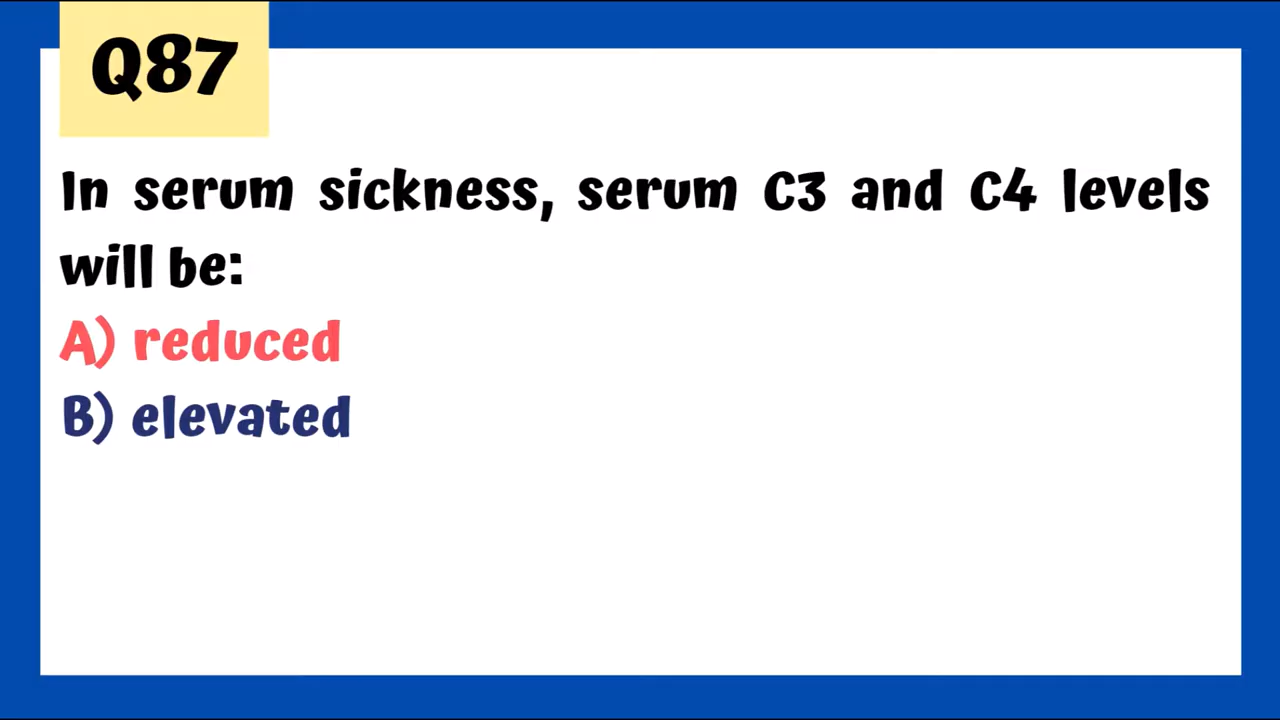 Q87
In serum sickness, serum C3 and C4 levels
will be:
A) reduced
B) elevated